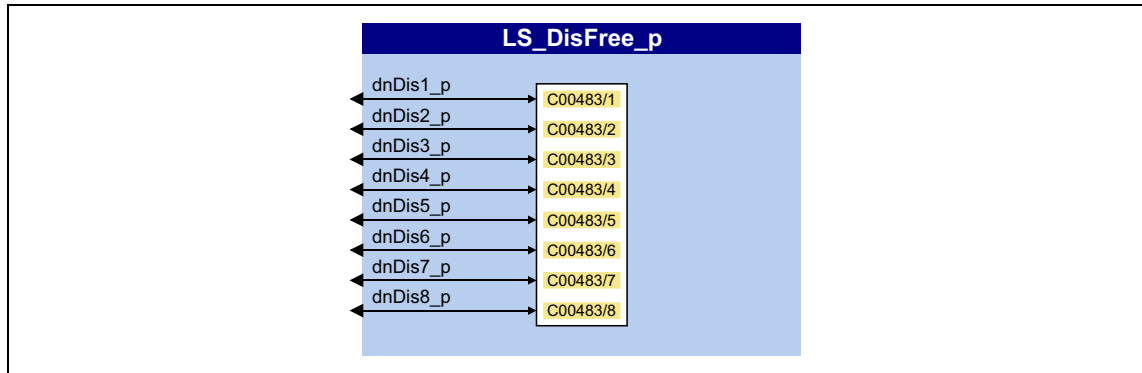 LS_DisFree_p
dnDis1_p
C00483/1
dnDis2_p
C00483/2
dnDis3_p
C00483/3
dnDis4_p
C00483/4
dnDis5_p
C00483/5
dnDis6_p
C00483/6
dnDis7_p
C00483/7
dnDis8_p
C00483/8